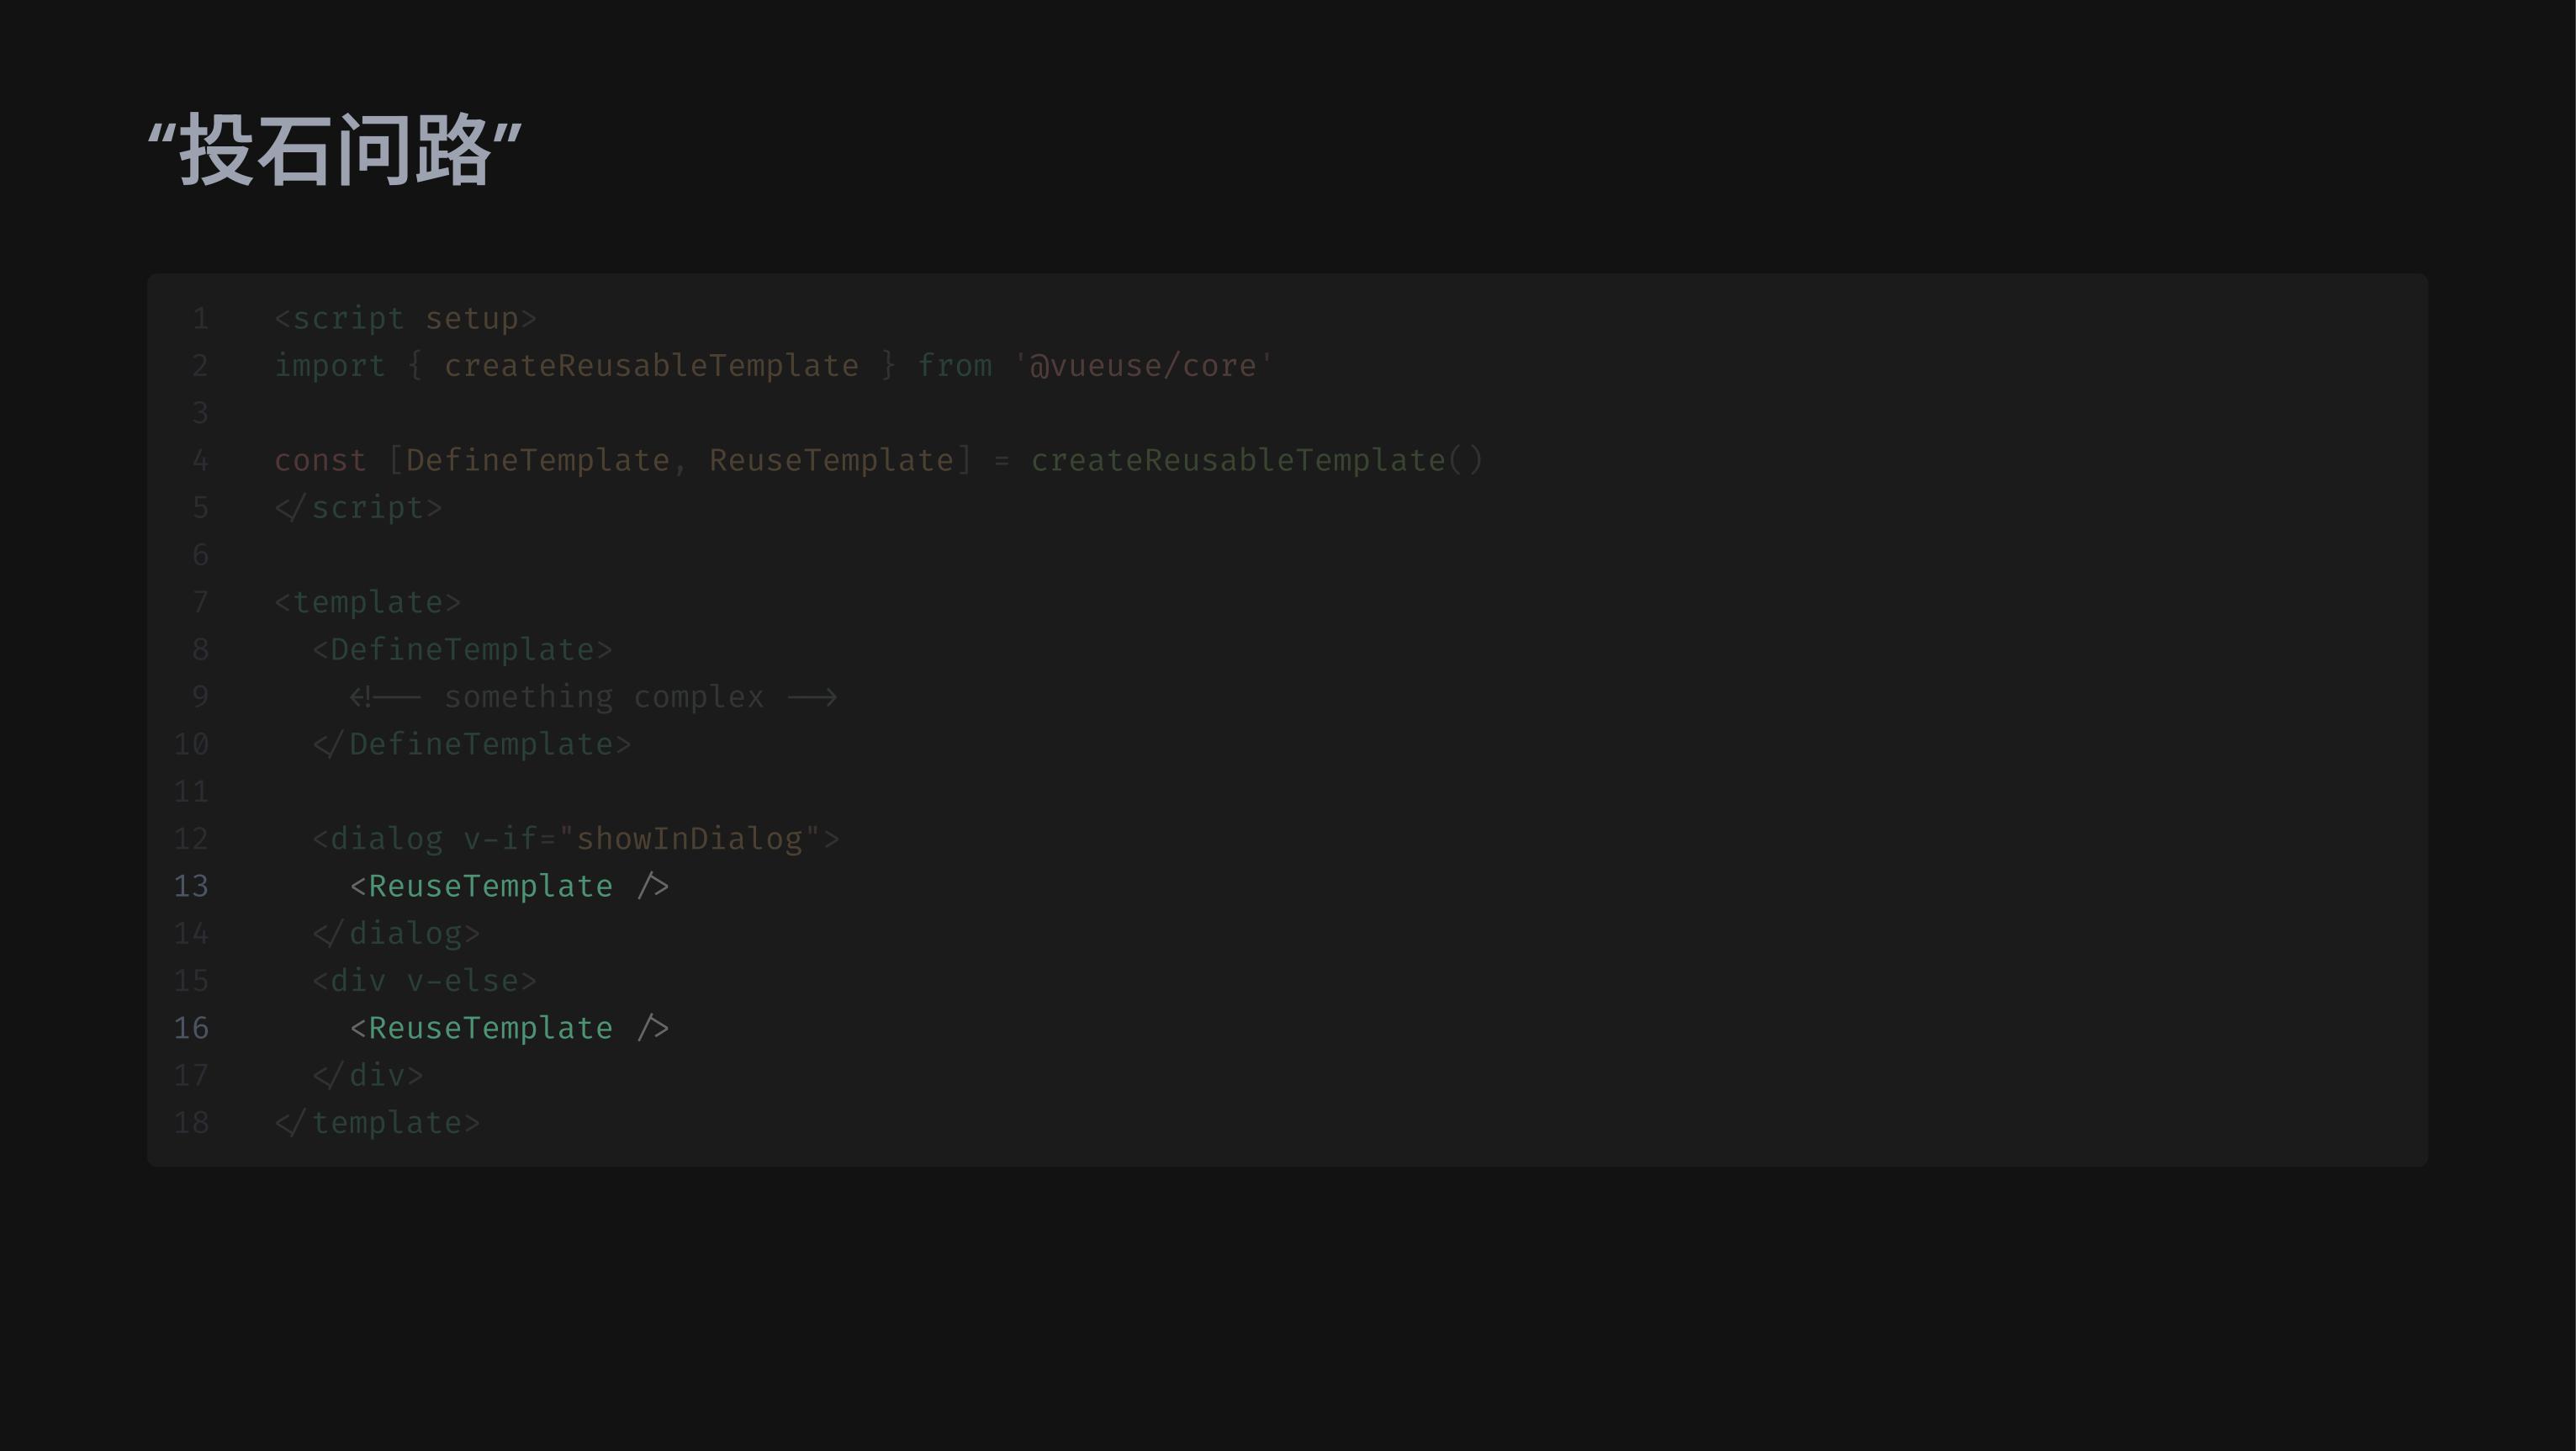 “投石问路”
1 <script setup>
2 import { createReusableTemplate } from '@vueuse/core'
3
4 const [DefineTemplate, ReuseTemplate] = createReusableTemplate()
5 </script>
6
7 <template>
8   <DefineTemplate>
9     <!-- something complex -->
10   </DefineTemplate>
11
12   <dialog v-if="showInDialog">
13     <ReuseTemplate />
14   </dialog>
15   <div v-else>
16     <ReuseTemplate />
17   </div>
18 </template>